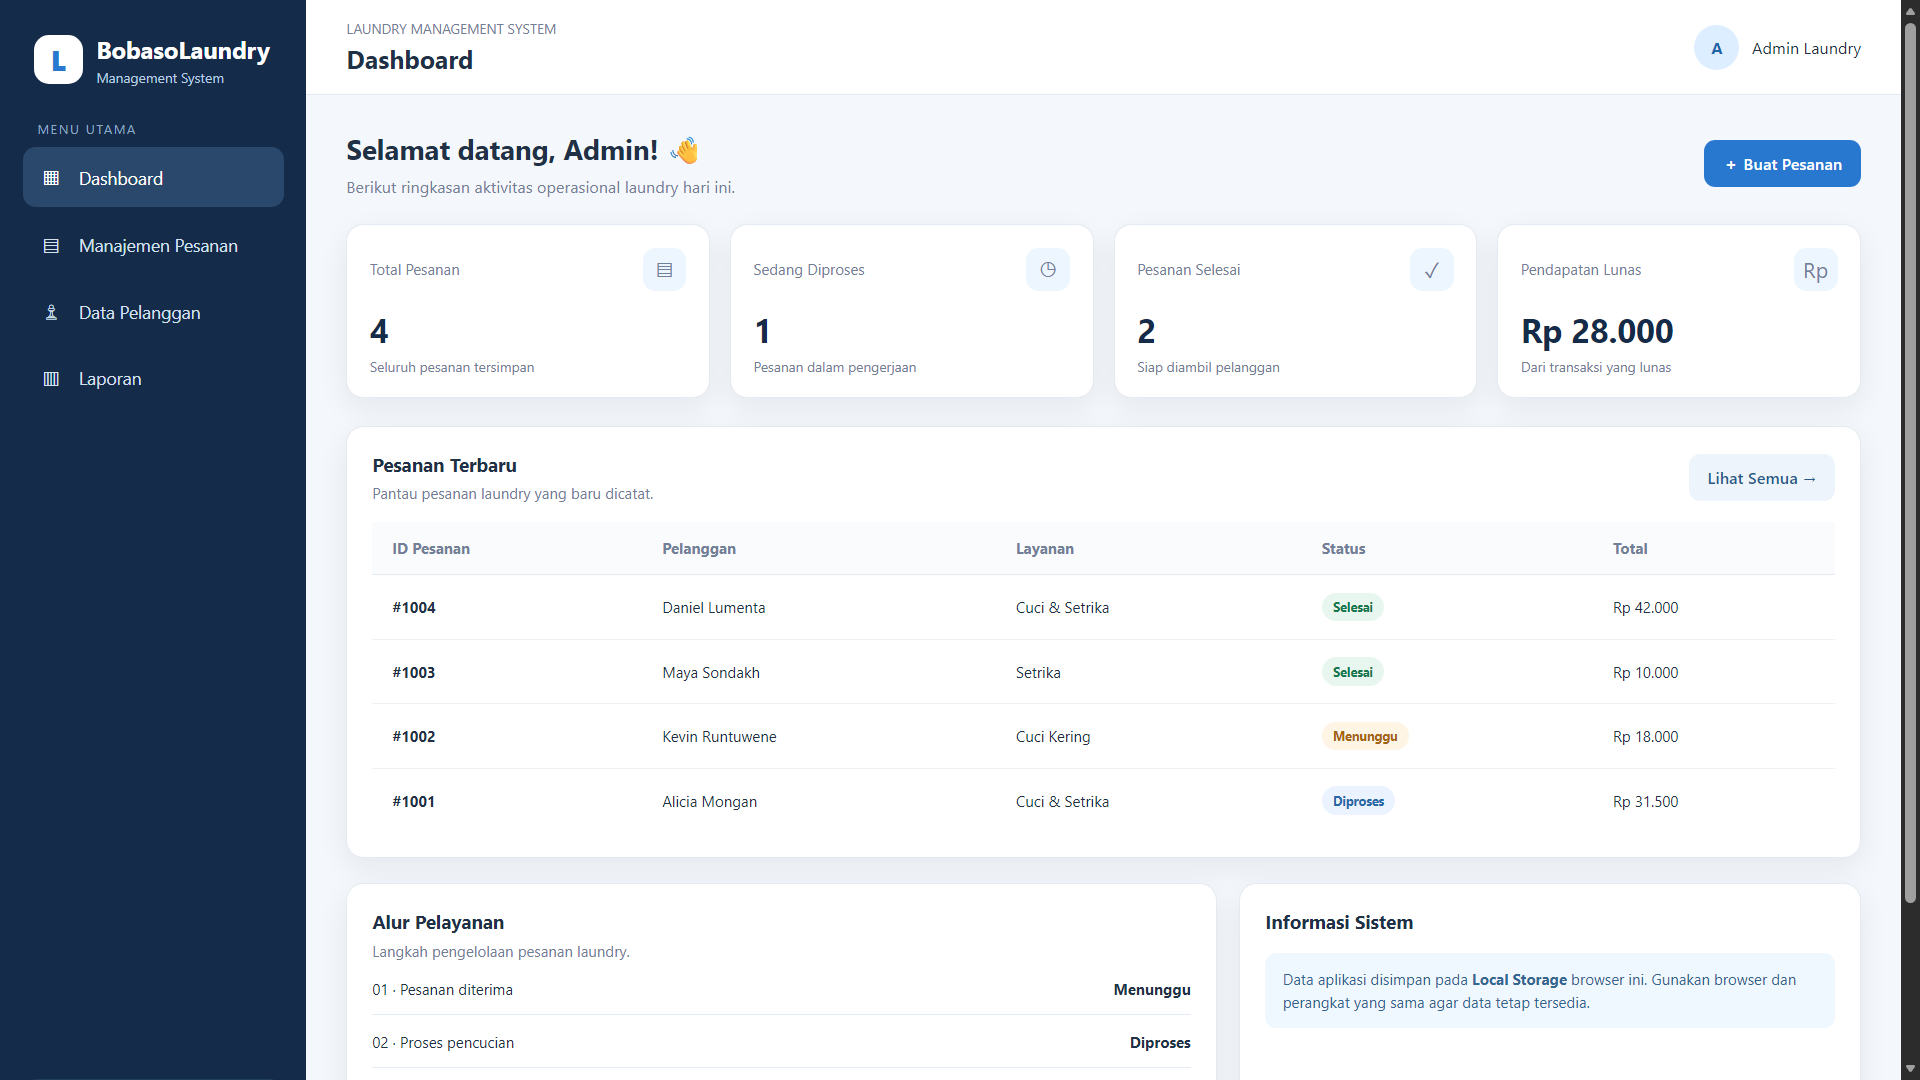 L
BobasoLaundry
Management System
MENU UTAMA
Dashboard
Manajemen Pesanan
Data Pelanggan
Laporan
LAUNDRY MANAGEMENT SYSTEM
Dashboard
A
Admin Laundry
Selamat datang, Admin! 👋
Berikut ringkasan aktivitas operasional laundry hari ini.
+ Buat Pesanan
Total Pesanan
4
Seluruh pesanan tersimpan
Sedang Diproses
1
Pesanan dalam pengerjaan
Pesanan Selesai
✓
2
Siap diambil pelanggan
Pendapatan Lunas
Rp
Rp 28.000
Dari transaksi yang lunas
Pesanan Terbaru
Pantau pesanan laundry yang baru dicatat.
Lihat Semua →
ID Pesanan Pelanggan Layanan Status Total
#1004 Daniel Lumenta Cuci & Setrika Selesai Rp 42.000
#1003 Maya Sondakh Setrika Selesai Rp 10.000
#1002 Kevin Runtuwene Cuci Kering Menunggu Rp 18.000
#1001 Alicia Mongan Cuci & Setrika Diproses Rp 31.500
Alur Pelayanan
Langkah pengelolaan pesanan laundry.
01 · Pesanan diterima Menunggu
02 · Proses pencucian Diproses
Informasi Sistem
Data aplikasi disimpan pada Local Storage browser ini. Gunakan browser dan
perangkat yang sama agar data tetap tersedia.